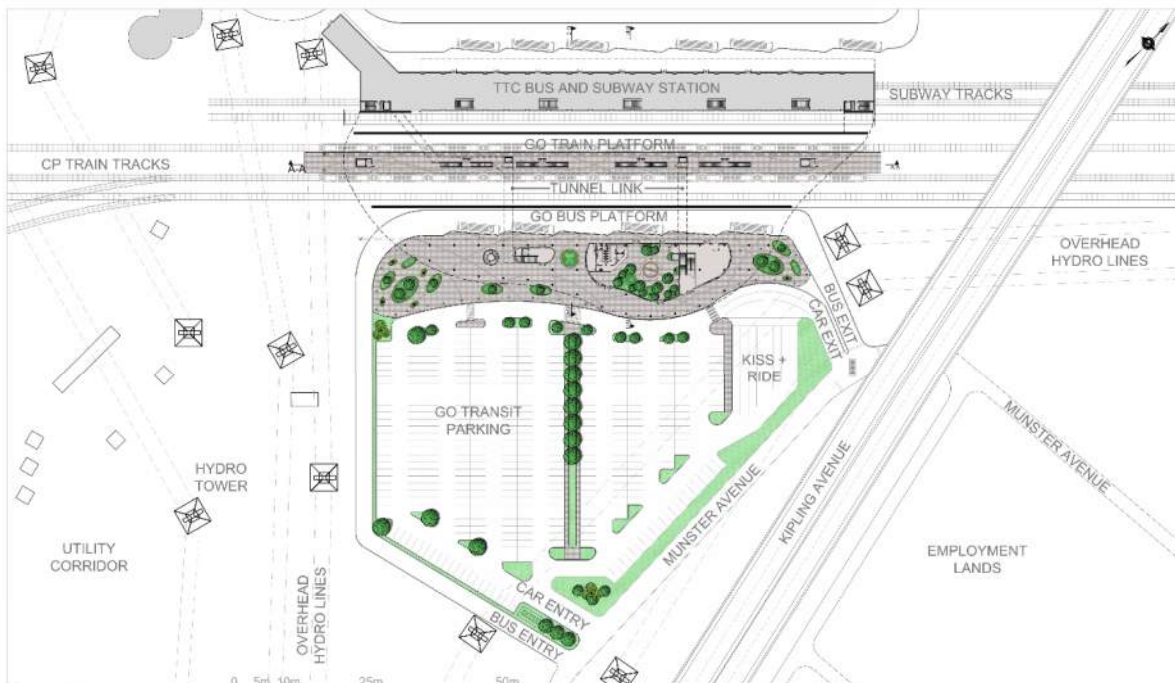 TTC BUS AND SUBWAY STATION
SUBWAY TRACKS
GO TRAIN PLATFORM
CP TRAIN TRACKS
A-A
TUNNEL LINK
GO BUS PLATFORM
OVERHEAD
HYDRO LINES
BUS EXIT
CAR EXIT
KISS +
RIDE
GO TRANSIT
PARKING
MUNSTER AVENUE
HYDRO
TOWER
MUNSTER AVENUE
KIPLING AVENUE
UTILITY
CORRIDOR
EMPLOYMENT
LANDS
OVERHEAD
HYDRO LINES
CAR ENTRY
BUS ENTRY
0 5m 10m 25m 50m